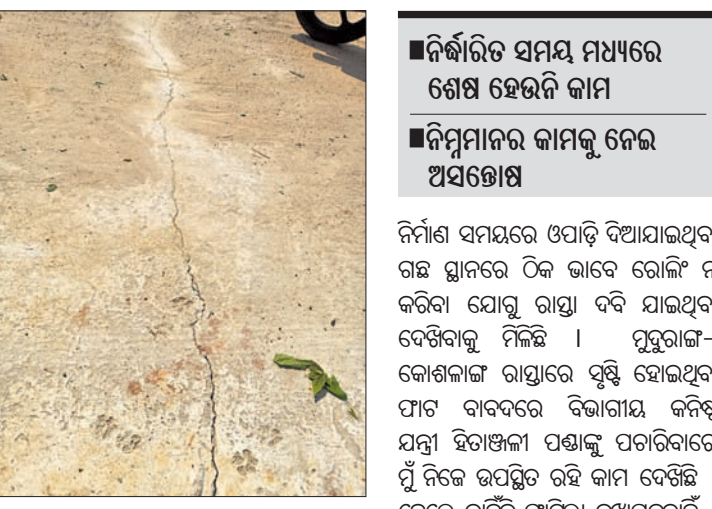 ■ନିର୍ଦ୍ଧାରିତ ସମୟ ମଧ୍ୟରେ
ଶେଷ ହେଉନି କାମ
■ନିମ୍ନମାନର କାମକୁ ନେଇ
ଅସନ୍ତୋଷ
ନିର୍ମାଣ ସମୟରେ ଓପାଡ଼ି ଦିଆଯାଇଥିବ
ଗଛ ସ୍ଥାନରେ ଠିକ ଭାବେ ରୋଲିଂ ନ
କରିବା ଯୋଗୁ ରାସ୍ତା ଦବି ଯାଇଥିବ
ଦେଖିବାକୁ ମିଳିଛି । ମୁଦୁରାଙ୍ଗ-
କୋଶଳାଙ୍ଗ ରାସ୍ତାରେ ସୃଷ୍ଟି ହୋଇଥିବ
ଫାଟ ବାବଦରେ ବିଭାଗୀୟ କନିଷ୍ଠ
ଯନ୍ତ୍ରୀ ହିତାଞ୍ଜଳୀ ପଣ୍ଡାଙ୍କୁ ପଚାରିବାରେ
ମୁଁ ନିଜେ ଉପସ୍ଥିତ ରହି କାମ ଦେଖିଛି